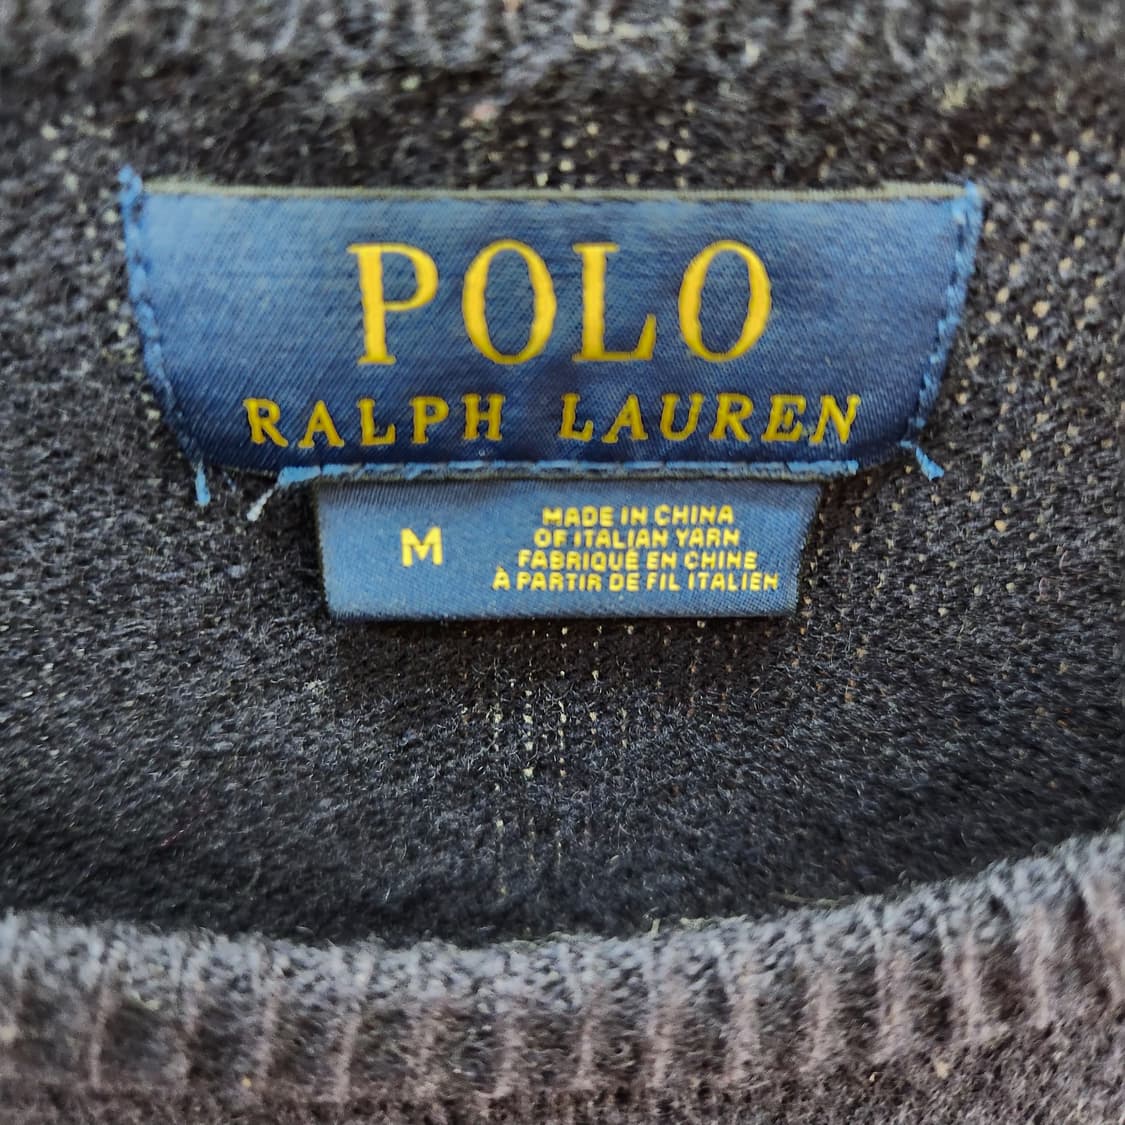 POLO
RALPH LAUREN
M
MADE IN CHINA
OF ITALIAN YARN
FABRIQUÉ EN CHINE
À PARTIR DE FIL ITALIEN